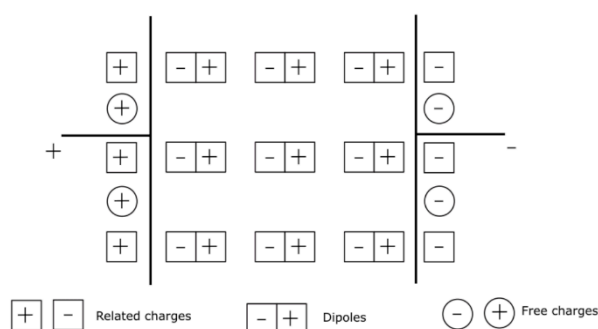 + - + - + - + -
+ -
+ -
+ - + - + - + -
+ -
+ - + - + - + -
+ - Related charges - + Dipoles - + Free charges